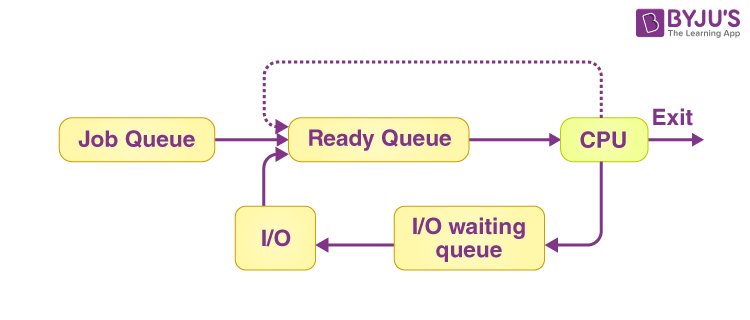 BYJU'S
The Learning App
Exit
Job Queue
Ready Queue
CPU
I/O
I/O waiting
queue